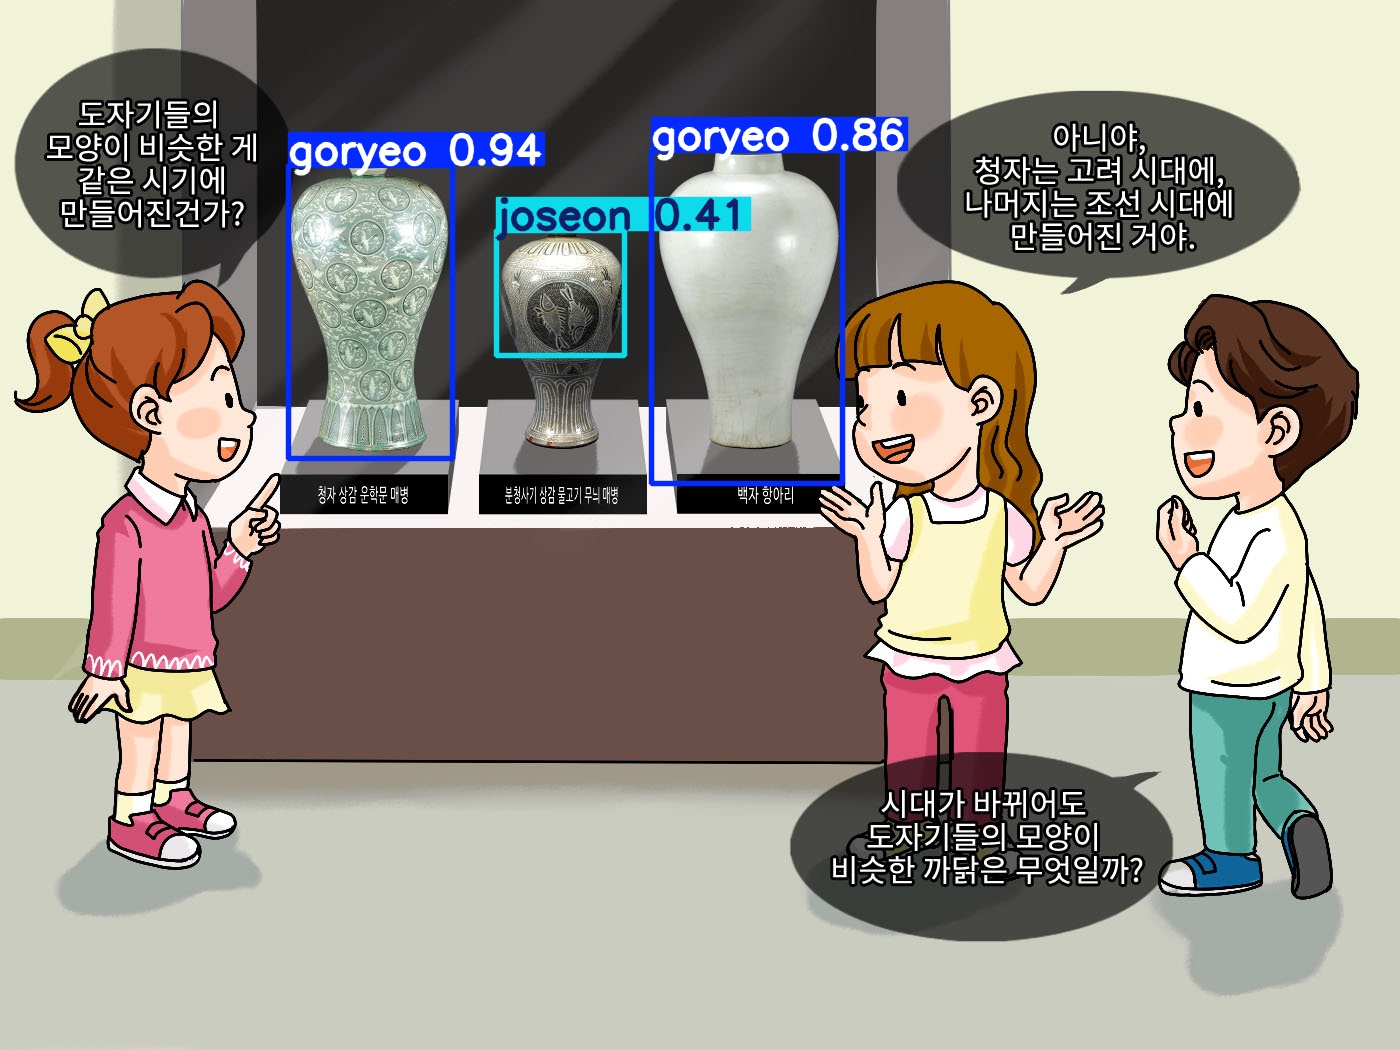 도자기들의
모양이 비슷한 게
같은 시기에
만들어진건가?
goryeo 0.94
joseon 0.41
goryeo 0.86
아니야,
청자는 고려 시대에,
나머지는 조선 시대에
만들어진 거야.
청자 상감 운학문 매병
분청사기 상감 물고기 무늬 매병
백자 항아리
시대가 바뀌어도
도자기들의 모양이
비슷한 까닭은 무엇일까?